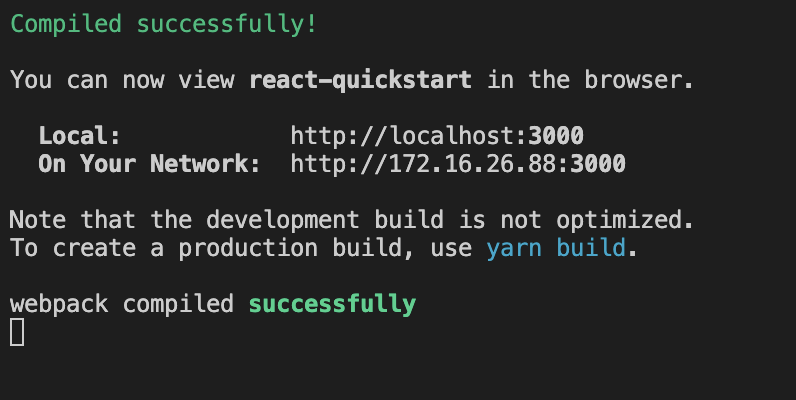 Compiled successfully!
You can now view react-quickstart in the browser.
Local: http://localhost:3000
On Your Network: http://172.16.26.88:3000
Note that the development build is not optimized.
To create a production build, use yarn build.
webpack compiled successfully